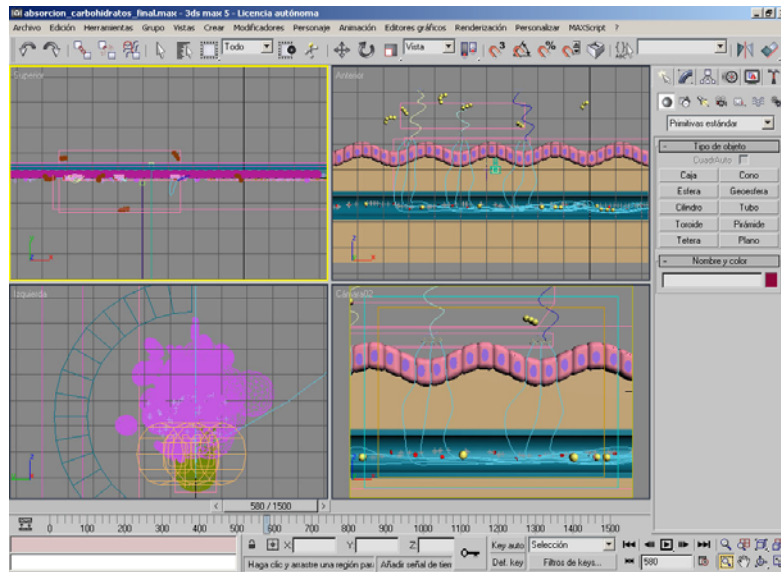 absorcion_carbohidratos_final.max - 3ds max 5 - Licencia autónoma
Archivo Edición Herramientas Grupo Vistas Crear Modificadores Personaje Animación Editores gráficos Renderización Personalizar MAXScript ?
Todo Vista
Superior
Anterior
Primitivas estándar
Tipo de objeto
CuadrAuto
Caja Cono
Esfera Geoesfera
Cilindro Tubo
Toroide Pirámide
Tetera Plano
Nombre y color
Izquierda
Cámara02
580 / 1500
0 100 200 300 400 500 600 700 800 900 1000 1100 1200 1300 1400 1500
X: Y: Z: Key auto Selección
Haga clic y arrastre una región para Añadir señal de tiem Def. key Filtros de keys... 580